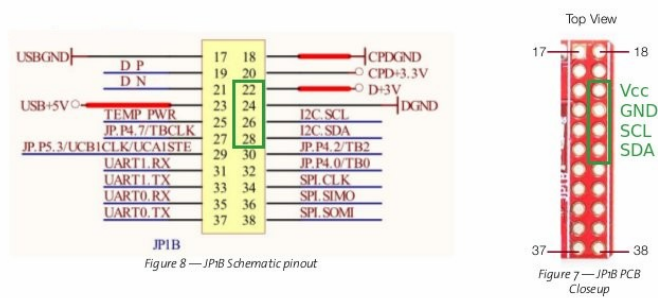 Top View
USBGND 17 18 CPDGND
D P 19 20 CPD+3.3V
D N 21 22 D+3V
USB+5V 23 24 DGND
TEMP PWR 25 26 I2C.SCL
JP.P4.7/TBCLK 27 28 I2C.SDA
JP.P5.3/UCB1CLK/UCA1STE 29 30 JP.P4.2/TB2
UART1.RX 31 32 JP.P4.0/TB0
UART1.TX 33 34 SPI.CLK
UART0.RX 35 36 SPI.SIMO
UART0.TX 37 38 SPI.SOMI
JP1B
Figure 8 — JP1B Schematic pinout
17 18
Vcc
GND
SCL
SDA
JP1B
37 38
Figure 7 — JP1B PCB
Closeup